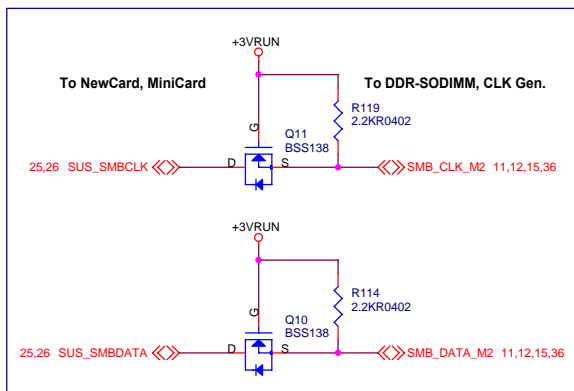 +3VRUN
To NewCard, MiniCard
To DDR-SODIMM, CLK Gen.
R119
2.2KR0402
G
Q11
BSS138
25,26 SUS_SMBCLK
D
S
SMB_CLK_M2 11,12,15,36
+3VRUN
R114
2.2KR0402
G
Q10
BSS138
25,26 SUS_SMBDATA
D
S
SMB_DATA_M2 11,12,15,36